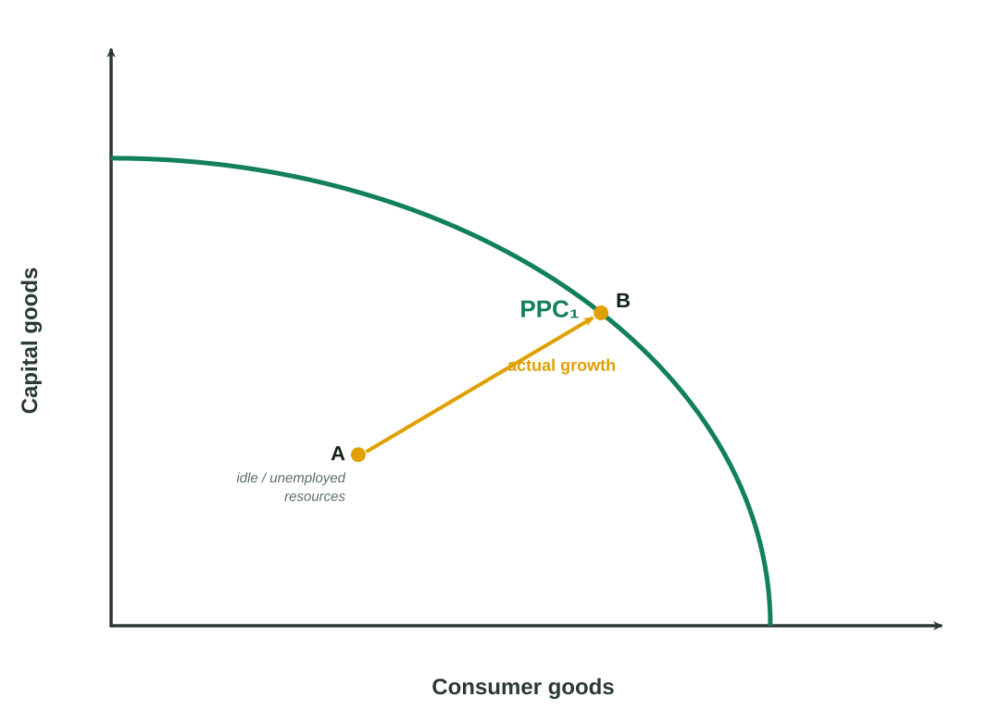 B
PPC₁
actual growth
Capital goods
A
idle / unemployed
resources
Consumer goods